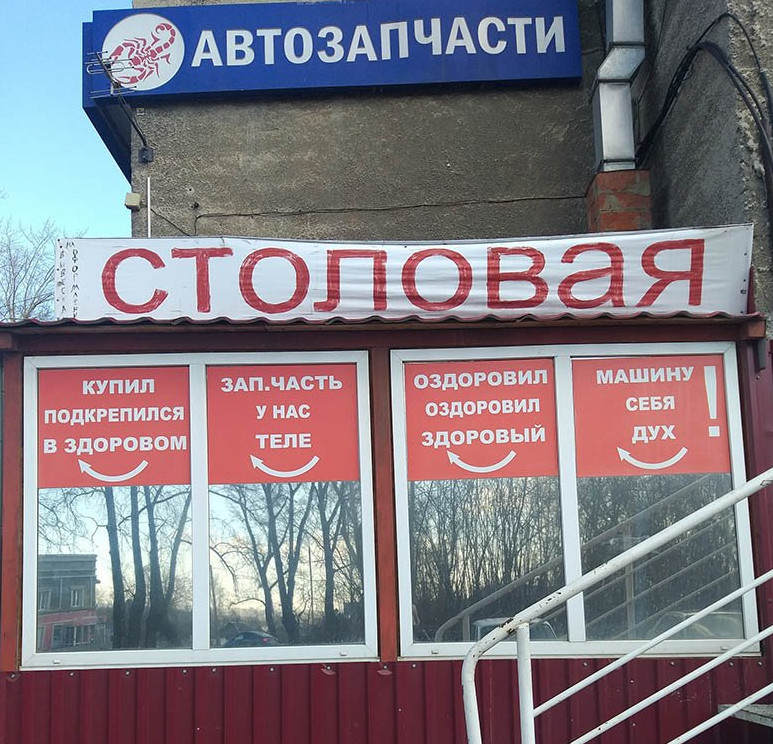 АВТОЗАПЧАСТИ
СТОЛОВАЯ
КУПИЛ
ПОДКРЕПИЛСЯ
В ЗДОРОВОМ
ЗАП.ЧАСТЬ
У НАС
ТЕЛЕ
ОЗДОРОВИЛ
ОЗДОРОВИЛ
ЗДОРОВЫЙ
МАШИНУ
СЕБЯ
ДУХ
!